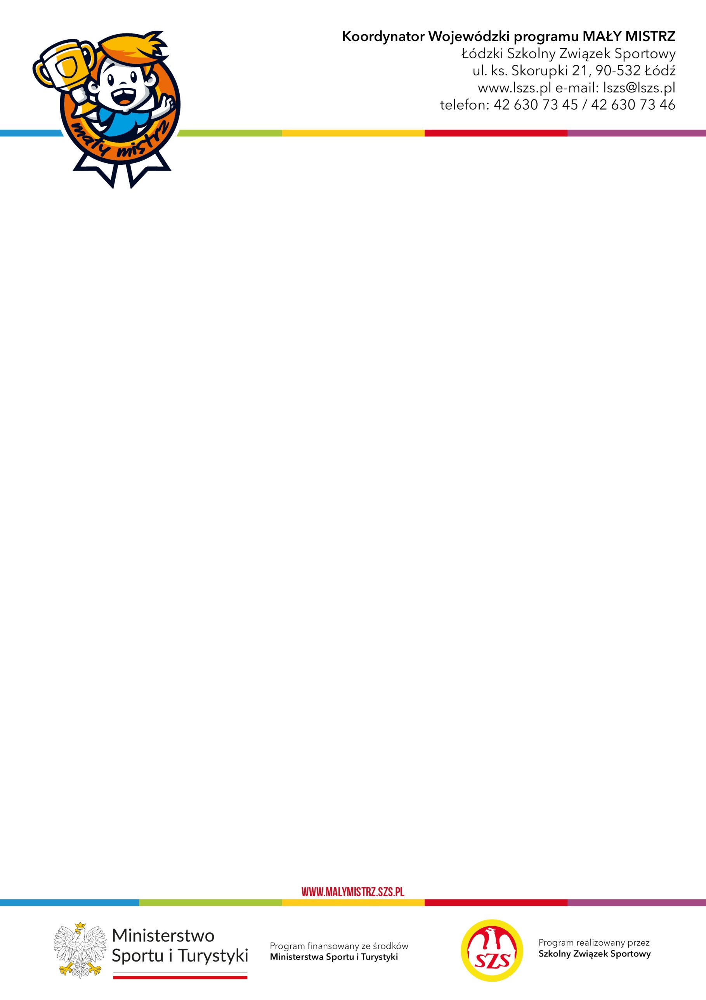 Koordynator Wojewódzki programu MAŁY MISTRZ
Łódzki Szkolny Związek Sportowy
ul. ks. Skorupki 21, 90-532 Łódź
www.lszs.pl e-mail: lszs@lszs.pl
telefon: 42 630 73 45 / 42 630 73 46
mały mistrz
WWW.MALYMISTRZ.SZS.PL
Ministerstwo
Sportu i Turystyki
Program finansowany ze środków
Ministerstwa Sportu i Turystyki
SZS
Program realizowany przez
Szkolny Związek Sportowy